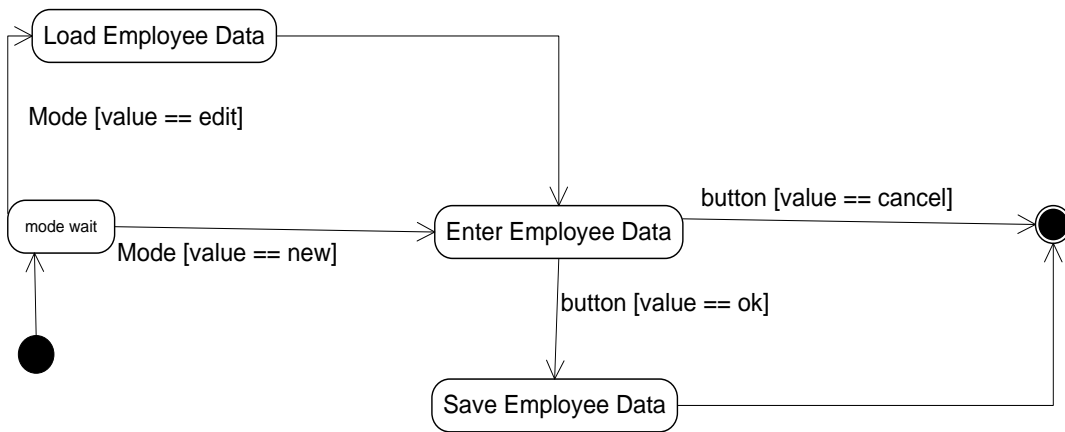 Load Employee Data
Mode [value == edit]
mode wait
Mode [value == new]
Enter Employee Data
button [value == cancel]
button [value == ok]
Save Employee Data